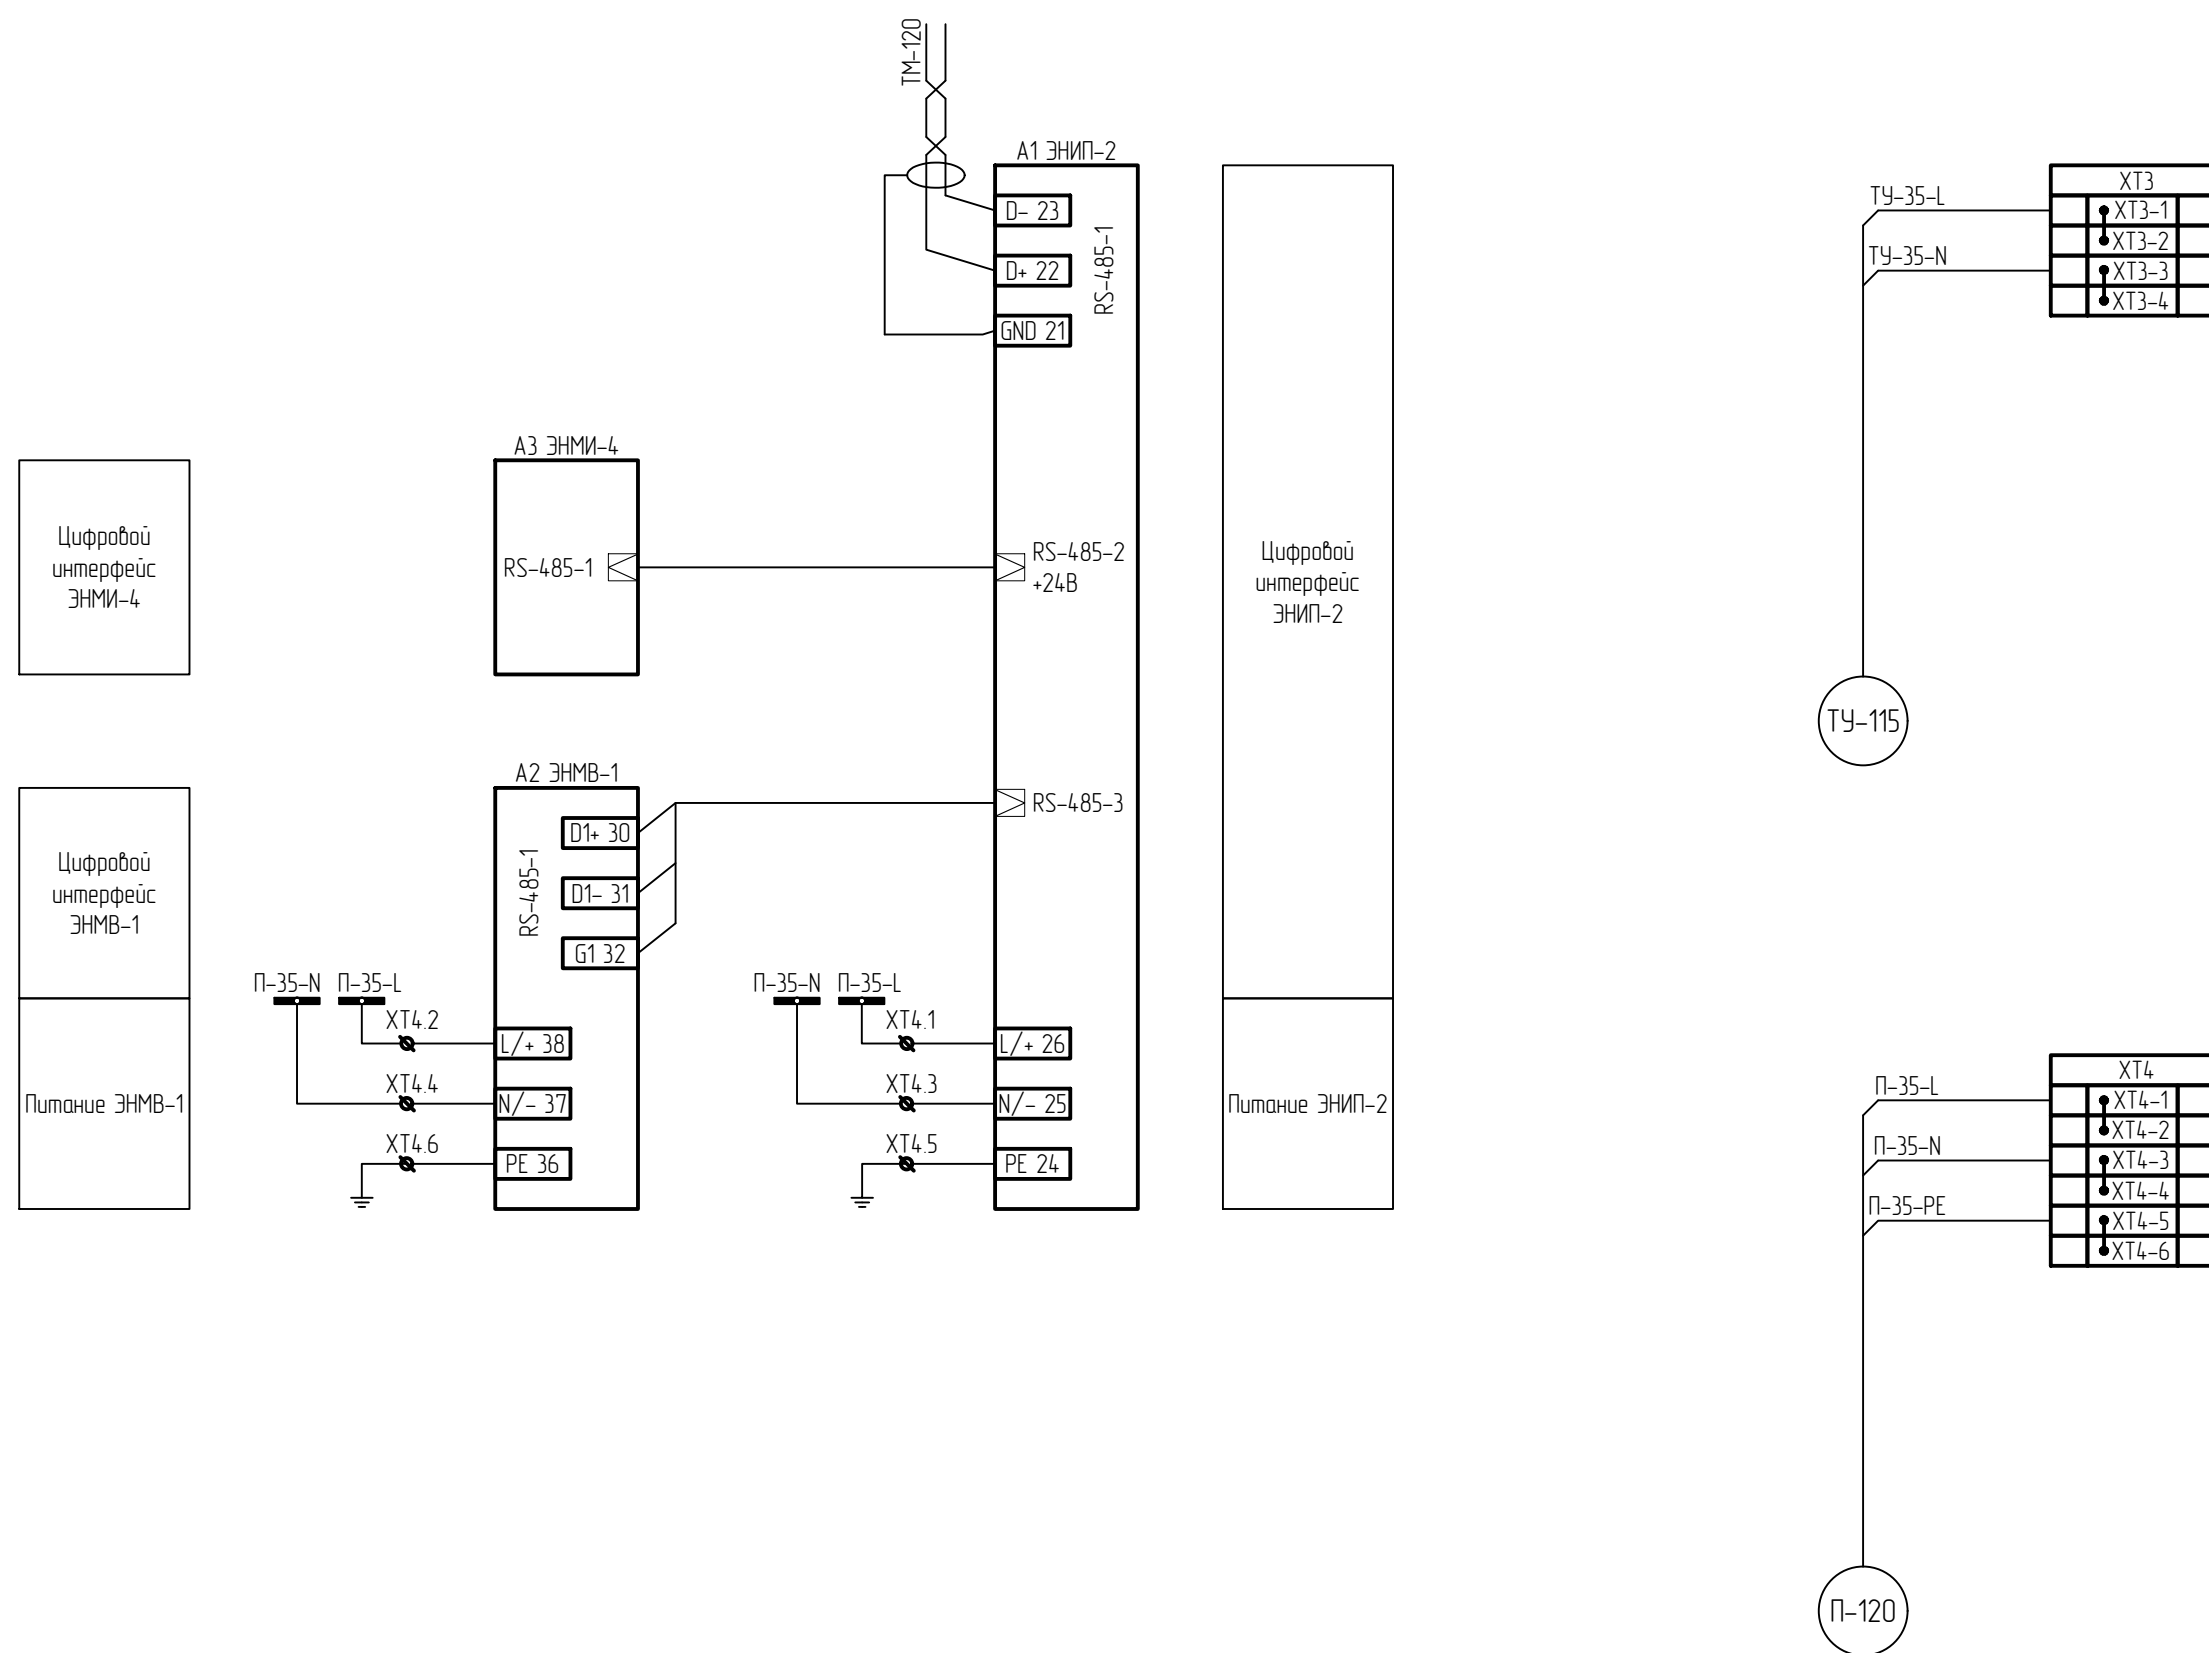 ТМ-120
А1 ЭНИП-2
D- 23
D+ 22
GND 21
RS-485-1
А3 ЭНМИ-4
RS-485-1
RS-485-2
+24В
Цифровой
интерфейс
ЭНМИ-4
Цифровой
интерфейс
ЭНИП-2
А2 ЭНМВ-1
D1+ 30
D1- 31
G1 32
RS-485-1
RS-485-3
Цифровой
интерфейс
ЭНМВ-1
П-35-N
П-35-L
ХТ4.2
L/+ 38
ХТ4.4
N/- 37
ХТ4.6
РЕ 36
Питание ЭНМВ-1
П-35-N
П-35-L
ХТ4.1
L/+ 26
ХТ4.3
N/- 25
ХТ4.5
РЕ 24
Питание ЭНИП-2
ХТ3
ТУ-35-L
ХТ3-1
ХТ3-2
ТУ-35-N
ХТ3-3
ХТ3-4
ТУ-115
ХТ4
П-35-L
ХТ4-1
ХТ4-2
П-35-N
ХТ4-3
ХТ4-4
П-35-РЕ
ХТ4-5
ХТ4-6
П-120